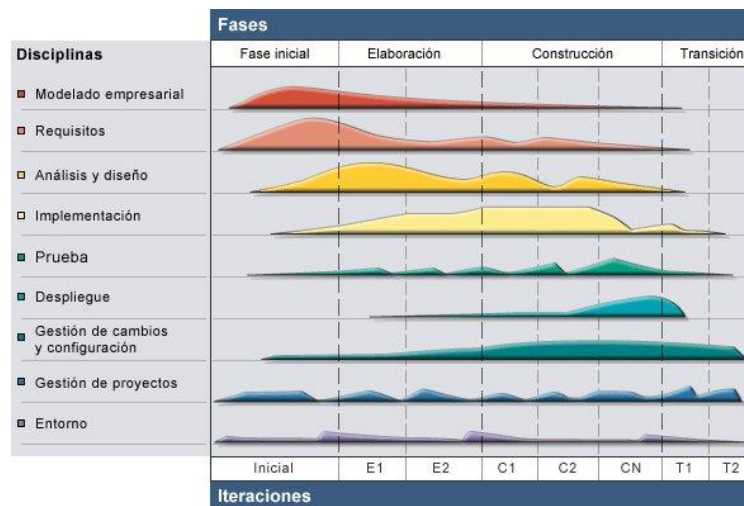 Fases
Disciplinas
Fase inicial
Elaboración
Construcción
Transición
Modelado empresarial
Requisitos
Análisis y diseño
Implementación
Prueba
Despliegue
Gestión de cambios
y configuración
Gestión de proyectos
Entorno
Inicial
E1
E2
C1
C2
CN
T1
T2
Iteraciones